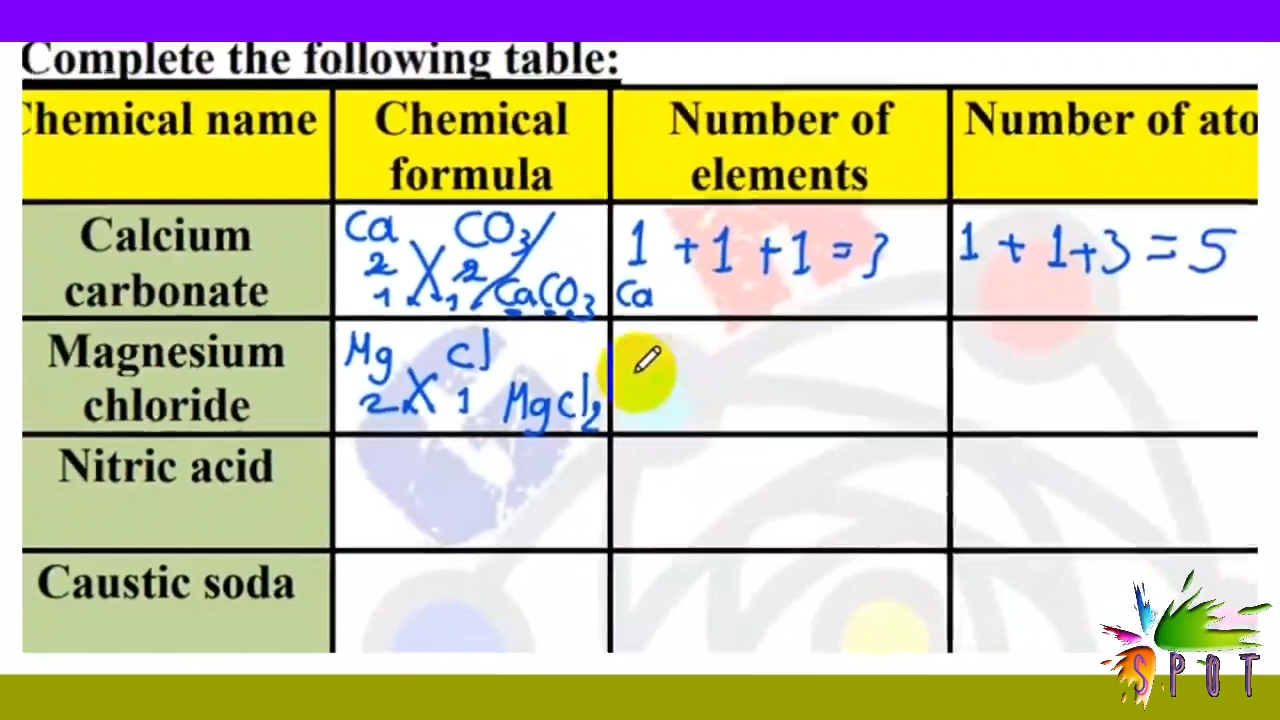 Complete the following table:
Chemical name
Chemical formula
Number of elements
Number of ato
Calcium carbonate
Ca CO3
2 2
1 1 CaCO3
1 + 1 + 1 = 3
Ca
1 + 1+3 = 5
Magnesium chloride
Mg Cl
2 1 MgCl2
Nitric acid
Caustic soda
SPOT